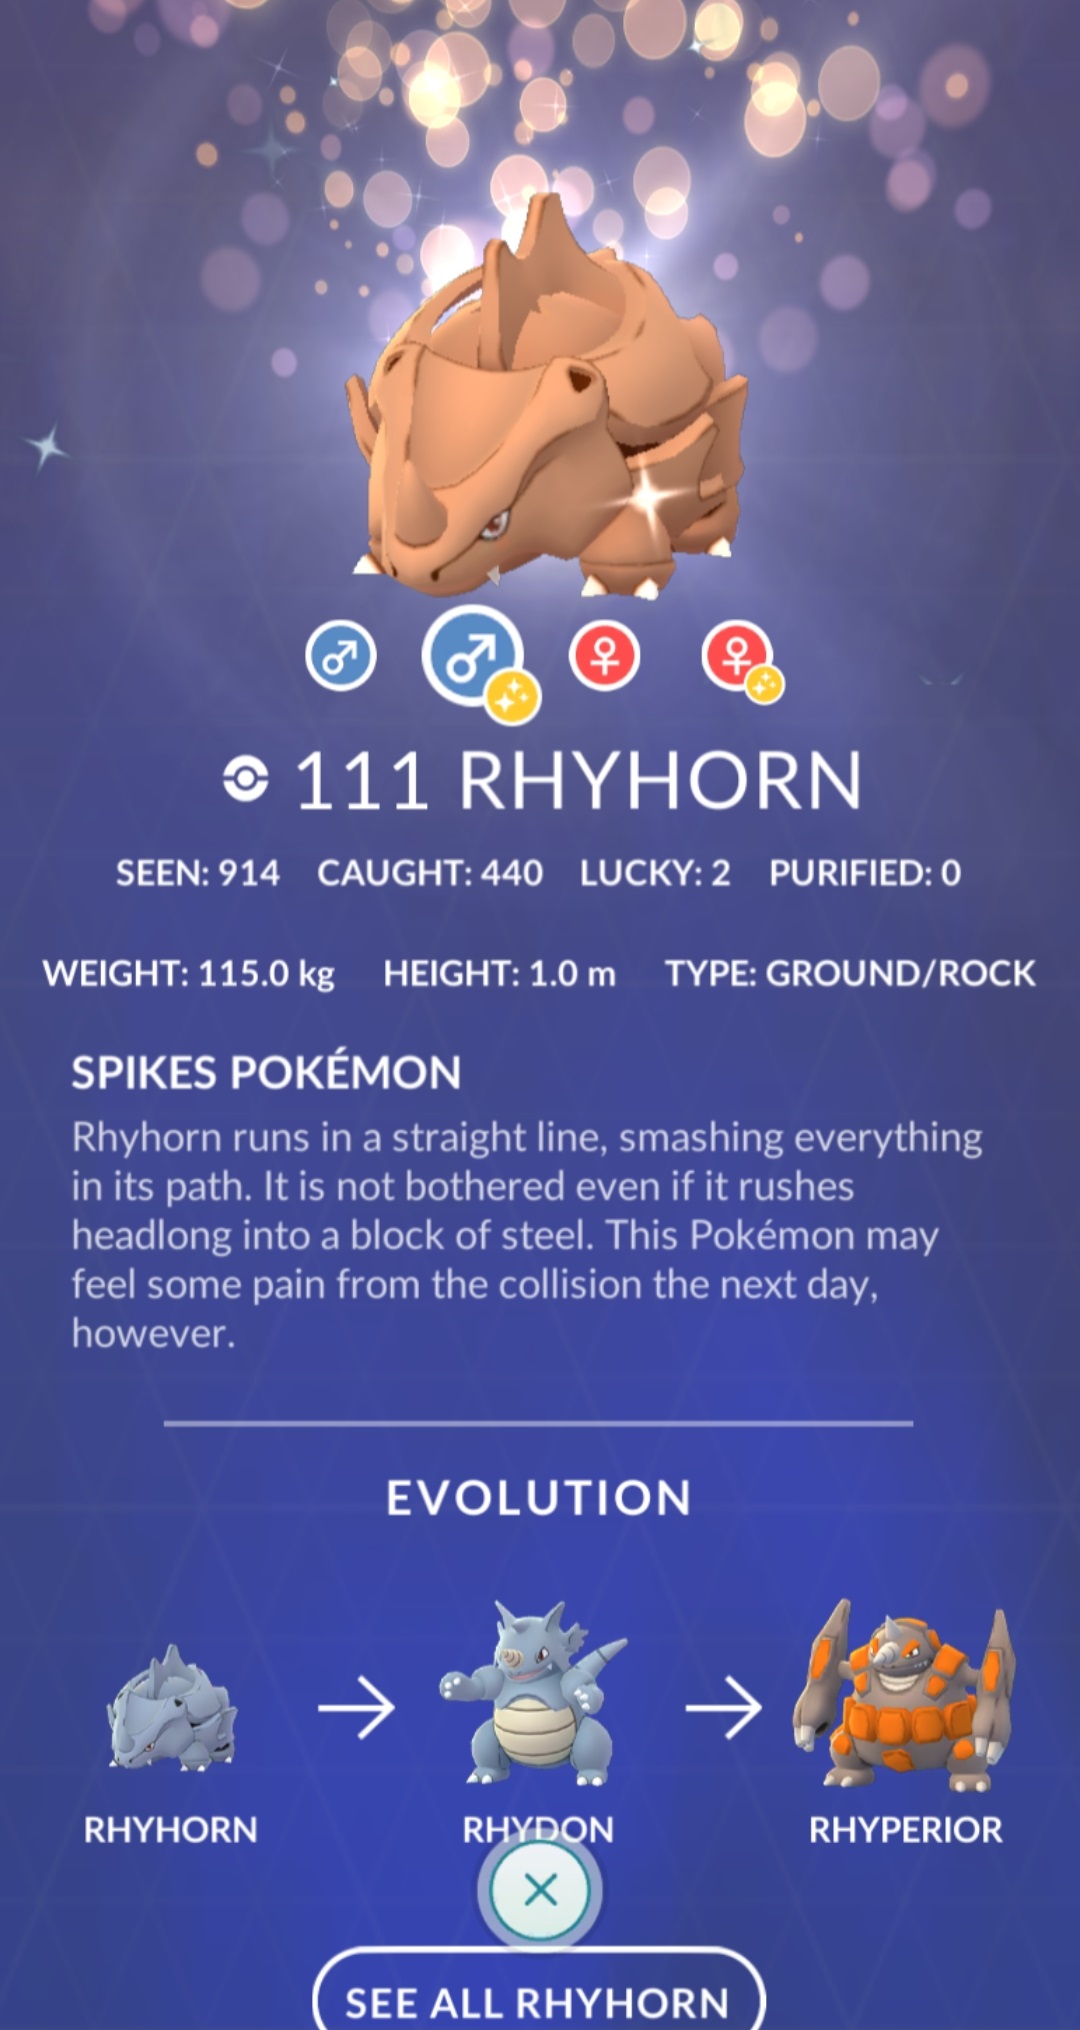 111 RHYHORN
SEEN: 914 CAUGHT: 440 LUCKY: 2 PURIFIED: 0
WEIGHT: 115.0 kg HEIGHT: 1.0 m TYPE: GROUND/ROCK
SPIKES POKÉMON
Rhyhorn runs in a straight line, smashing everything
in its path. It is not bothered even if it rushes
headlong into a block of steel. This Pokémon may
feel some pain from the collision the next day,
however.
EVOLUTION
RHYHORN RHYDON RHYPERIOR
SEE ALL RHYHORN